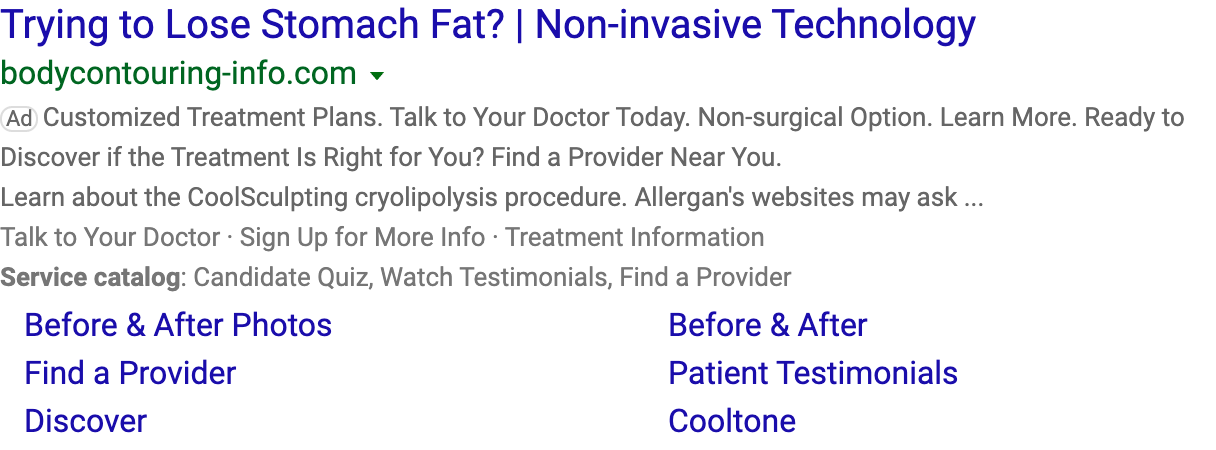 Trying to Lose Stomach Fat? | Non-invasive Technology
bodycontouring-info.com
Ad Customized Treatment Plans. Talk to Your Doctor Today. Non-surgical Option. Learn More. Ready to
Discover if the Treatment Is Right for You? Find a Provider Near You.
Learn about the CoolSculpting cryolipolysis procedure. Allergan's websites may ask ...
Talk to Your Doctor · Sign Up for More Info · Treatment Information
Service catalog: Candidate Quiz, Watch Testimonials, Find a Provider
Before & After Photos
Before & After
Find a Provider
Patient Testimonials
Discover
Cooltone